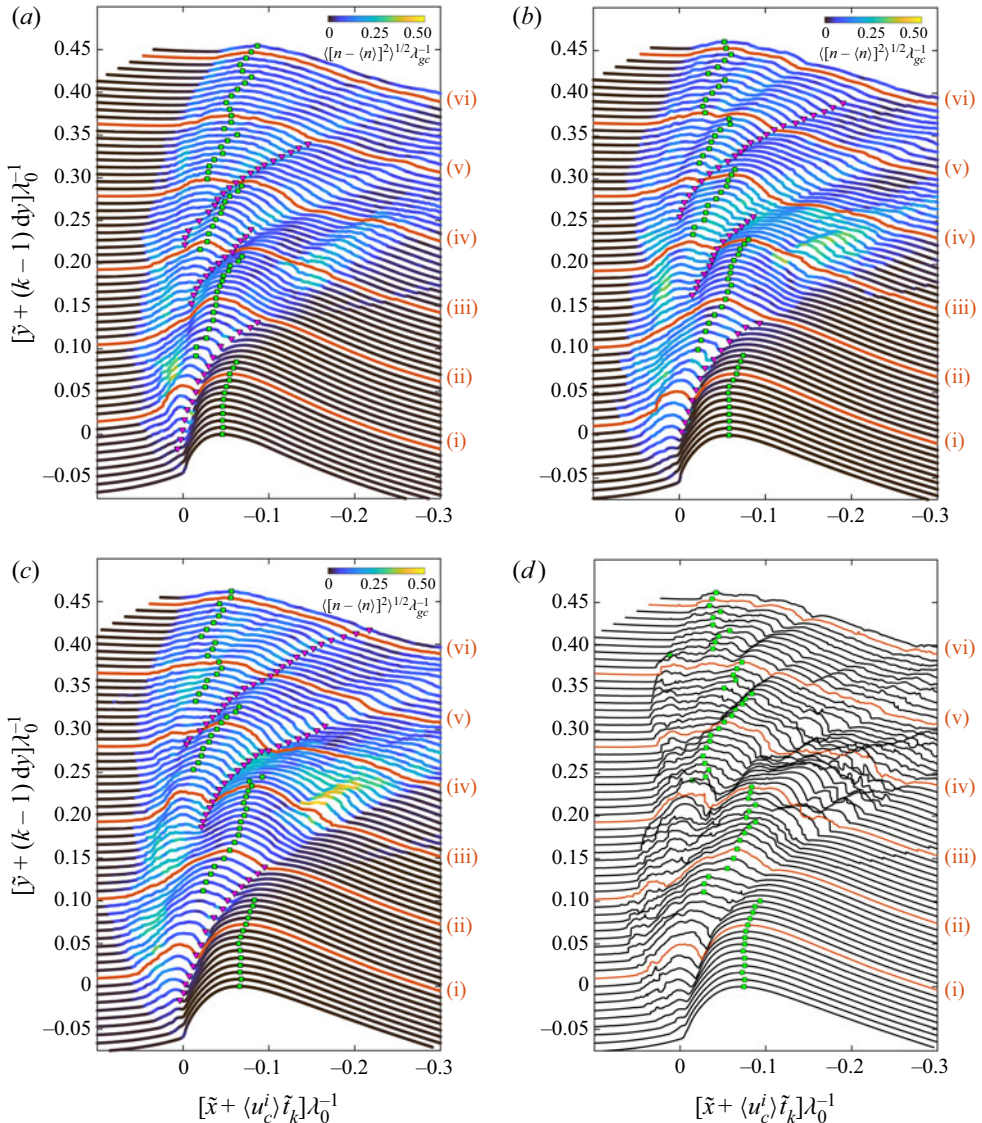 (a)
0 0.25 0.50
⟨[n − ⟨n⟩]²⟩^{1/2} λ_{gc}^{−1}
[ỹ + (k − 1) dy]λ_0^{−1}
0.45
0.40
0.35
0.30
0.25
0.20
0.15
0.10
0.05
0
−0.05
(vi)
(v)
(iv)
(iii)
(ii)
(i)
0 −0.1 −0.2 −0.3
(b)
0 0.25 0.50
⟨[n − ⟨n⟩]²⟩^{1/2} λ_{gc}^{−1}
0.45
0.40
0.35
0.30
0.25
0.20
0.15
0.10
0.05
0
−0.05
(vi)
(v)
(iv)
(iii)
(ii)
(i)
0 −0.1 −0.2 −0.3
(c)
0 0.25 0.50
⟨[n − ⟨n⟩]²⟩^{1/2} λ_{gc}^{−1}
[ỹ + (k − 1) dy]λ_0^{−1}
0.45
0.40
0.35
0.30
0.25
0.20
0.15
0.10
0.05
0
−0.05
(vi)
(v)
(iv)
(iii)
(ii)
(i)
0 −0.1 −0.2 −0.3
[x̃ + ⟨u_c^i⟩ t̃_k]λ_0^{−1}
(d)
0.45
0.40
0.35
0.30
0.25
0.20
0.15
0.10
0.05
0
−0.05
(vi)
(v)
(iv)
(iii)
(ii)
(i)
0 −0.1 −0.2 −0.3
[x̃ + ⟨u_c^i⟩ t̃_k]λ_0^{−1}